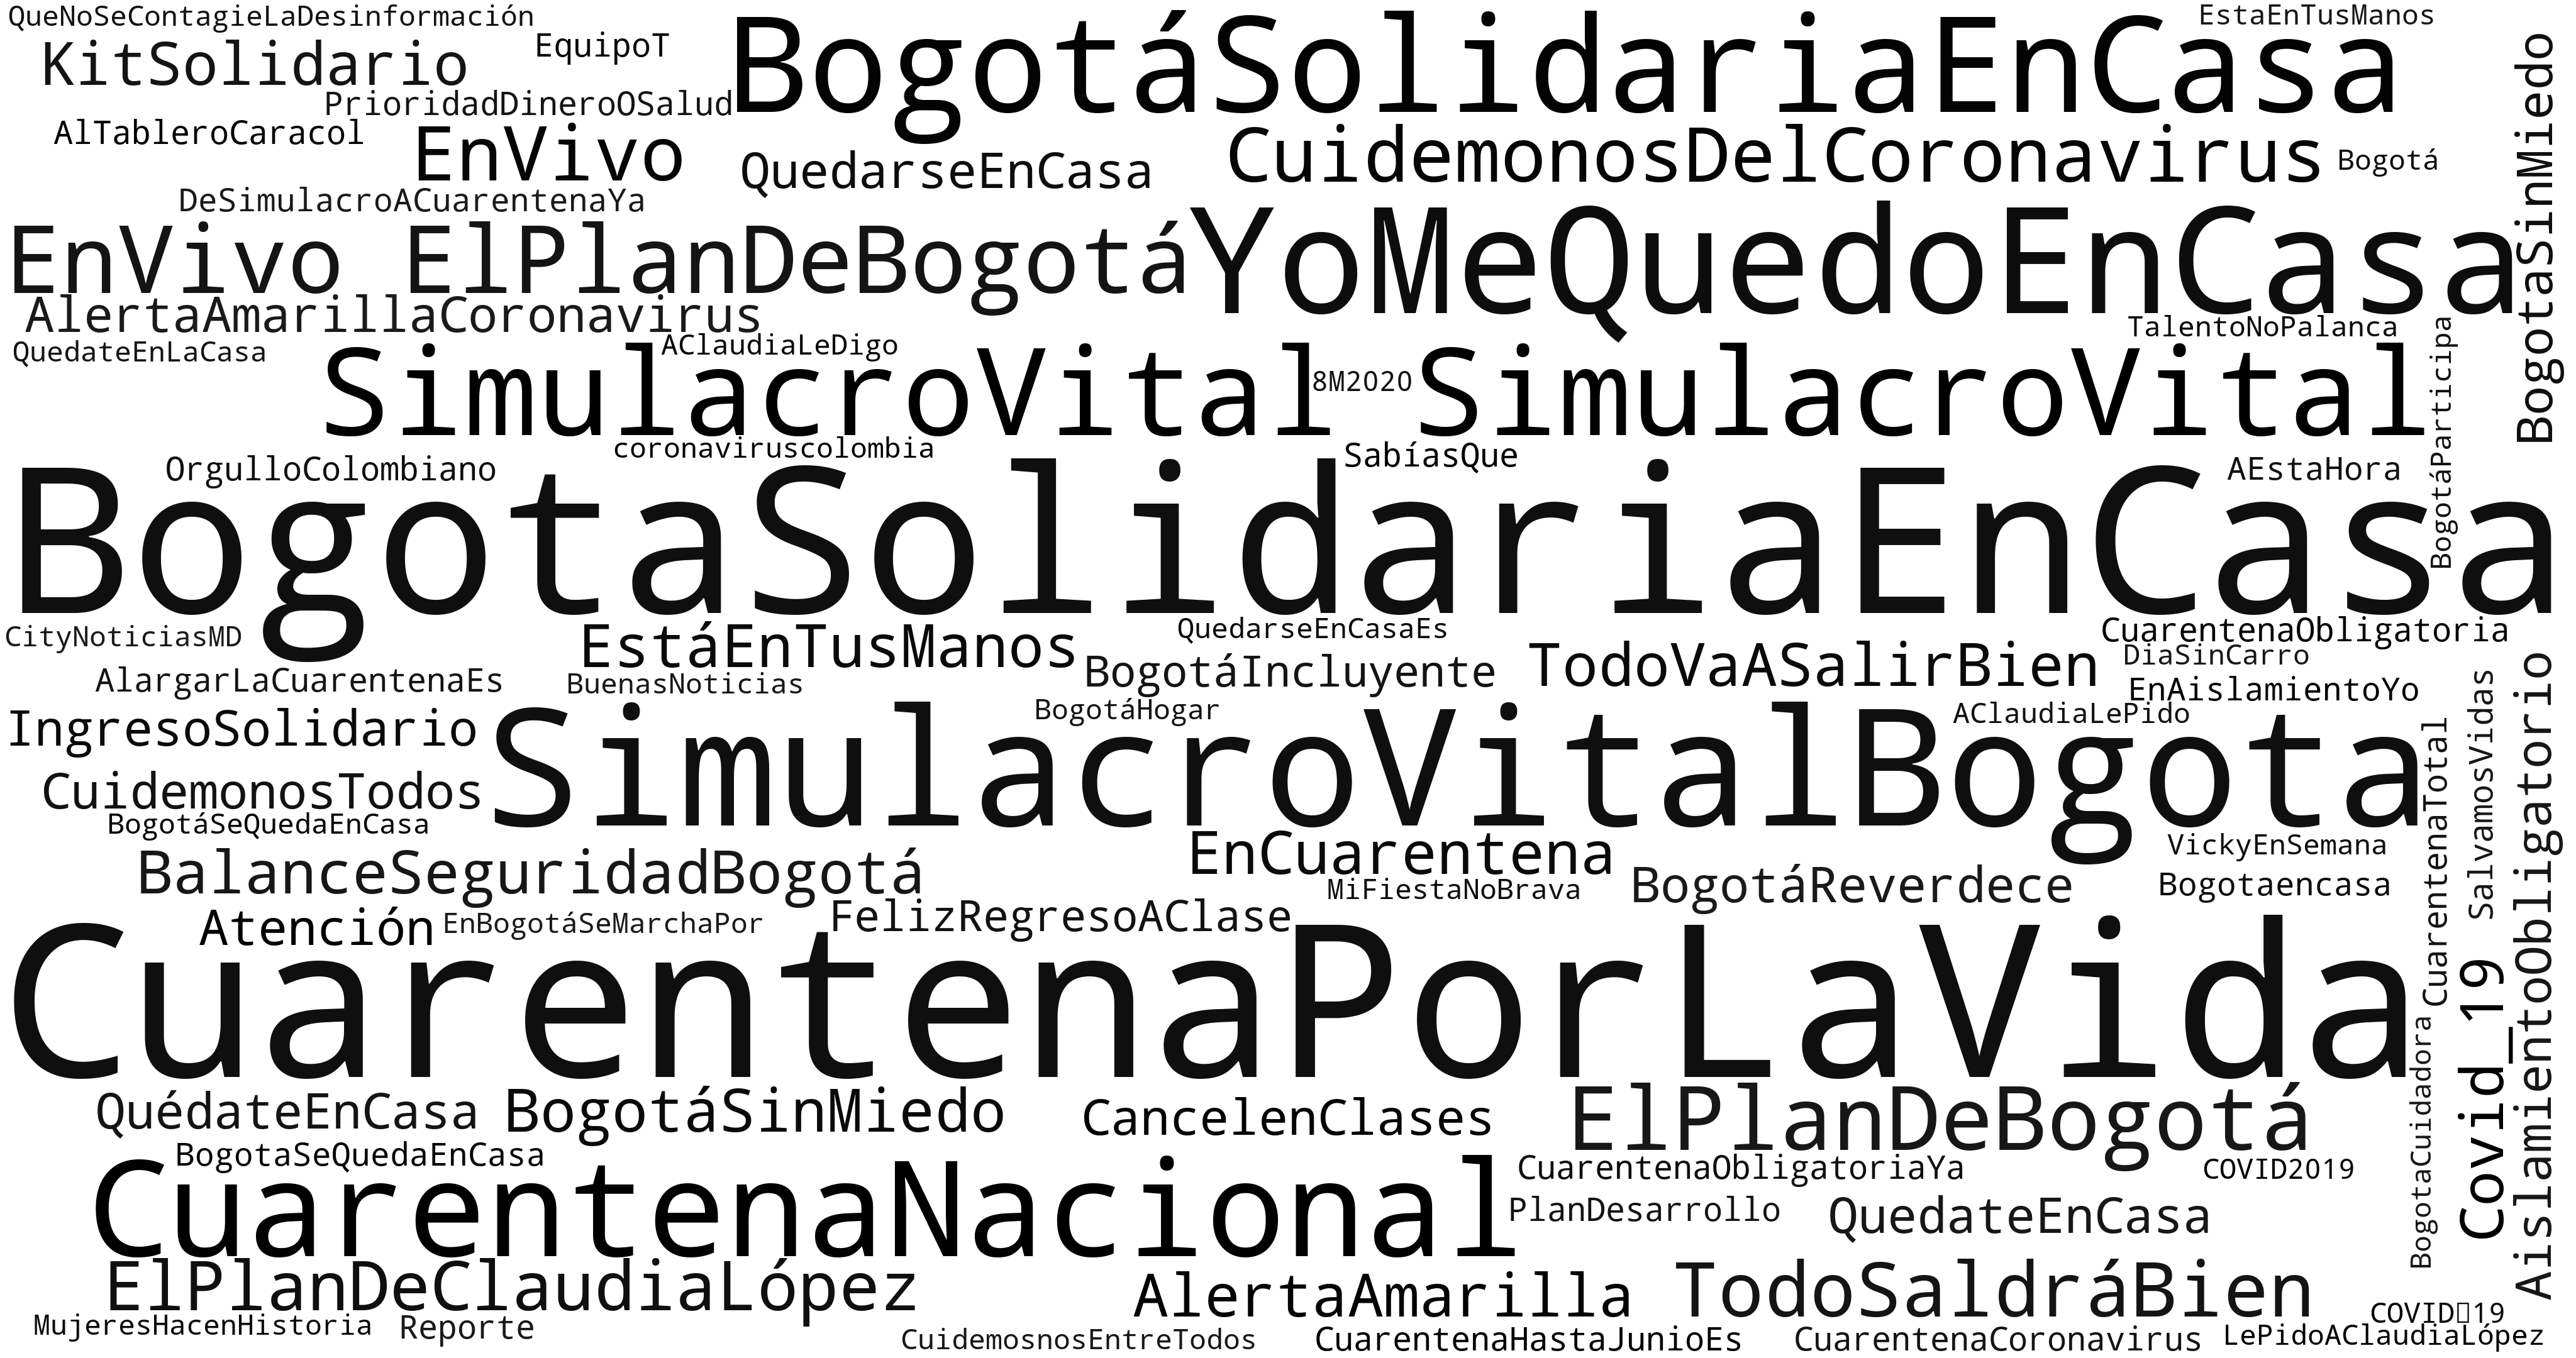 QueNoSeContagieLaDesinformación
EstaEnTusManos
KitSolidario
EquipoT
BogotáSolidariaEnCasa
PrioridadDineroOSalud
AlTableroCaracol
EnVivo
QuedarseEnCasa
CuidemonosDelCoronavirus
Bogotá
BogotaSinMiedo
DeSimulacroACuarentenaYa
EnVivo ElPlanDeBogotá
YoMeQuedoEnCasa
AlertaAmarillaCoronavirus
QuedateEnLaCasa
AClaudiaLeDigo
TalentoNoPalanca
SimulacroVital
8M2020
SimulacroVital
BogotáParticipa
coronaviruscolombia
OrgulloColombiano
SabíasQue
AEstaHora
BogotaSolidariaEnCasa
CityNoticiasMD
EstáEnTusManos
QuedarseEnCasaEs
CuarentenaObligatoria
AlargarLaCuarentenaEs
BuenasNoticias
BogotáIncluyente
TodoVaASalirBien
DiaSinCarro
EnAislamientoYo
IngresoSolidario
BogotáHogar
AClaudiaLePido
SimulacroVitalBogota
CuarentenaTotal
SalvamosVidas
AislamientoObligatorio
CuidemonosTodos
BogotáSeQuedaEnCasa
EnCuarentena
VickyEnSemana
BalanceSeguridadBogotá
MiFiestaNoBrava
BogotáReverdece
Bogotaencasa
Atención
EnBogotáSeMarchaPor
FelizRegresoAClase
CuarentenaPorLaVida
Covid_19
BogotaCuidadora
QuédateEnCasa
BogotáSinMiedo
CancelenClases
ElPlanDeBogotá
BogotaSeQuedaEnCasa
CuarentenaNacional
CuarentenaObligatoriaYa
COVID2019
PlanDesarrollo
QuedateEnCasa
ElPlanDeClaudiaLópez
AlertaAmarilla
TodoSaldráBien
MujeresHacenHistoria
Reporte
COVID▯19
CuidemosnosEntreTodos
CuarentenaHastaJunioEs
CuarentenaCoronavirus
LePidoAClaudiaLópez